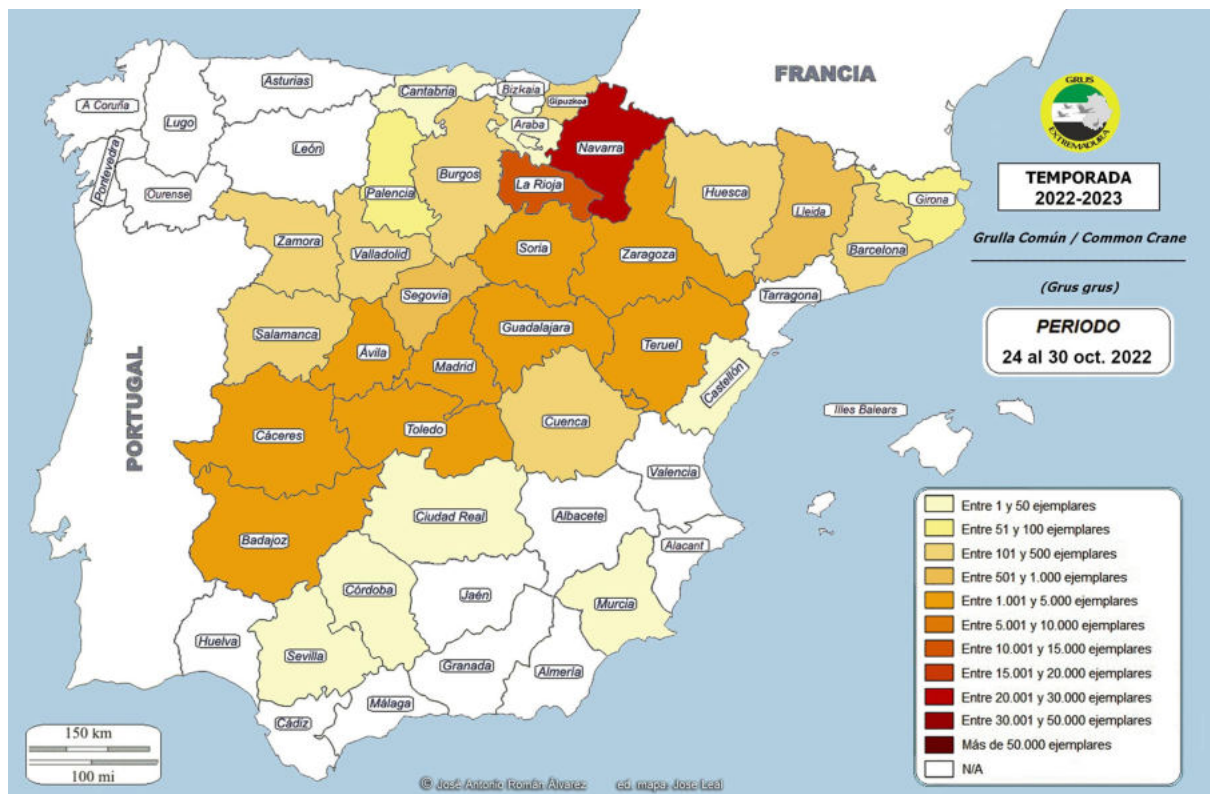 FRANCIA
GRUS
EXTREMADURA
TEMPORADA
2022-2023
Grulla Común / Common Crane
(Grus grus)
PERIODO
24 al 30 oct. 2022
A Coruña
Lugo
Asturias
Cantabria
Bizkaia
Gipuzkoa
Araba
Navarra
Pontevedra
Ourense
León
Palencia
Burgos
La Rioja
Huesca
Lleida
Girona
Barcelona
Zamora
Valladolid
Soria
Zaragoza
Tarragona
Segovia
Salamanca
Ávila
Madrid
Guadalajara
Teruel
Castellón
Illes Balears
PORTUGAL
Cáceres
Toledo
Cuenca
Valencia
Badajoz
Ciudad Real
Albacete
Alacant
Córdoba
Jaén
Murcia
Huelva
Sevilla
Granada
Almería
Málaga
Cádiz
Entre 1 y 50 ejemplares
Entre 51 y 100 ejemplares
Entre 101 y 500 ejemplares
Entre 501 y 1.000 ejemplares
Entre 1.001 y 5.000 ejemplares
Entre 5.001 y 10.000 ejemplares
Entre 10.001 y 15.000 ejemplares
Entre 15.001 y 20.000 ejemplares
Entre 20.001 y 30.000 ejemplares
Entre 30.001 y 50.000 ejemplares
Más de 50.000 ejemplares
N/A
150 km
100 mi
© José Antonio Román Álvarez ed. mapa: Jose Leal